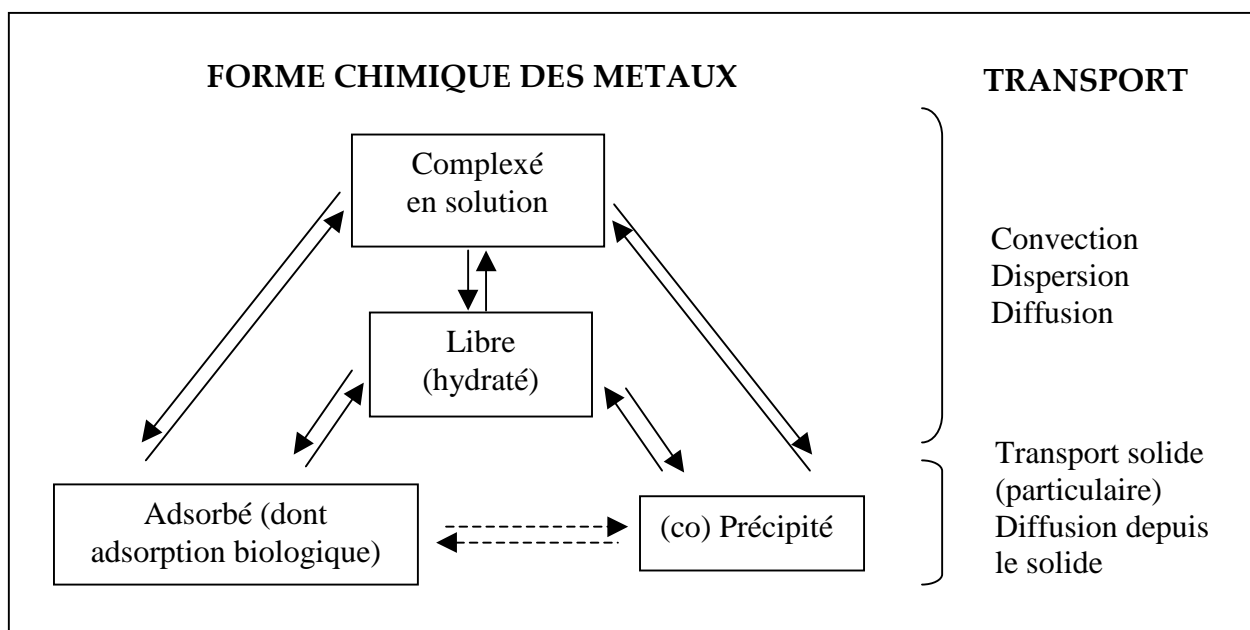 FORME CHIMIQUE DES METAUX
TRANSPORT
Complexé
en solution
Libre
(hydraté)
Adsorbé (dont
adsorption biologique)
(co) Précipité
Convection
Dispersion
Diffusion
Transport solide
(particulaire)
Diffusion depuis
le solide